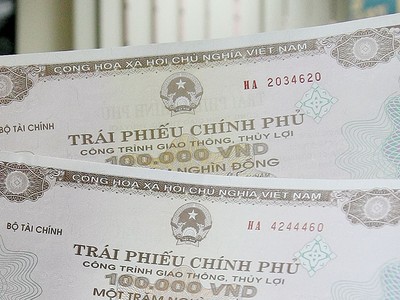 CỘNG HÒA XÃ HỘI CHỦ NGHĨA VIỆT NAM
HA 2034620
BỘ TÀI CHÍNH
TRÁI PHIẾU CHÍNH PHỦ
CÔNG TRÌNH GIAO THÔNG, THỦY LỢI
100.000 VND
NGHÌN ĐỒNG
CỘNG HÒA XÃ HỘI CHỦ NGHĨA VIỆT NAM
HA 4244460
BỘ TÀI CHÍNH
TRÁI PHIẾU CHÍNH PHỦ
CÔNG TRÌNH GIAO THÔNG, THỦY LỢI
100.000 VND
MỘT TRĂM